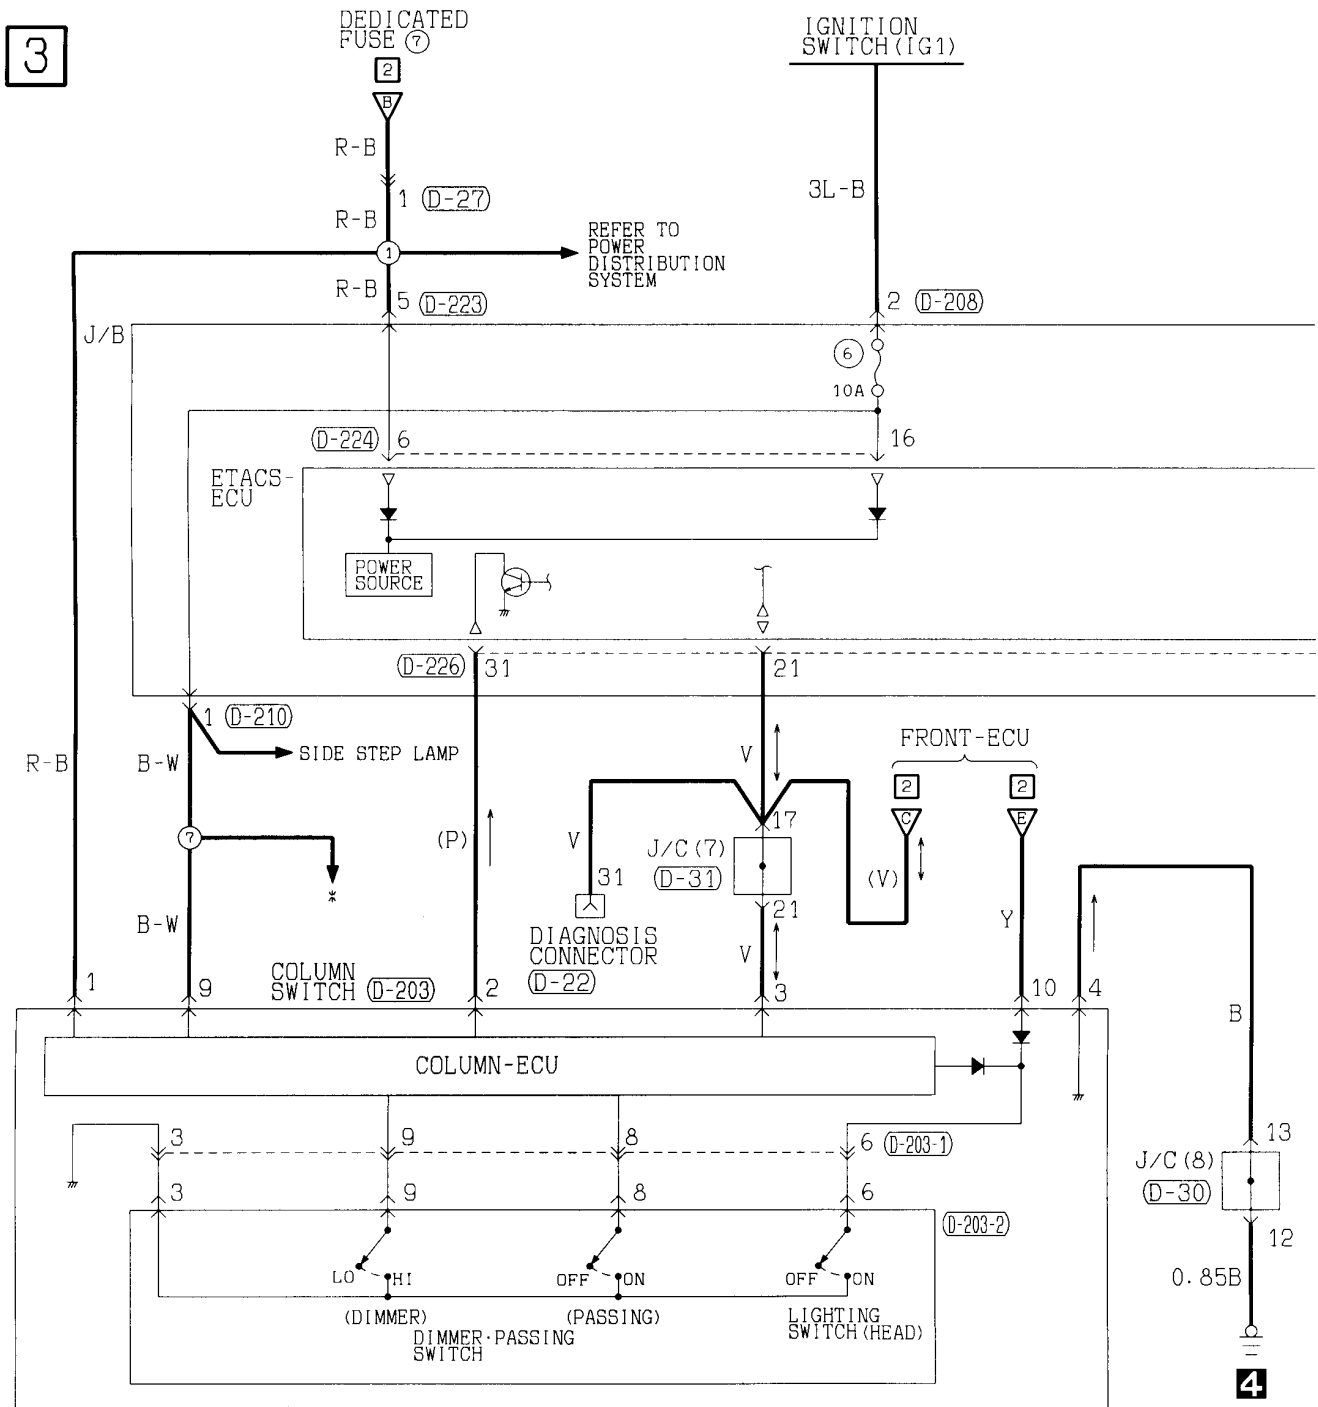 3
DEDICATED
FUSE ⑦
2
B
R-B
1 D-27
R-B
1
REFER TO
POWER
DISTRIBUTION
SYSTEM
R-B
5 D-223
IGNITION
SWITCH (IG1)
3L-B
2 D-208
J/B
6
10A
D-224 6
16
ETACS-
ECU
POWER
SOURCE
D-226 31
21
1 D-210
SIDE STEP LAMP
R-B
B-W
7
*
B-W
(P)
V
FRONT-ECU
2
2
C
E
17
V
31
J/C (7)
D-31
(V)
21
DIAGNOSIS
CONNECTOR
D-22
V
Y
1
9
COLUMN
SWITCH D-203
2
3
10
4
B
COLUMN-ECU
3
9
8
6 D-203-1
3
9
8
6
D-203-2
LO
HI
OFF
ON
OFF
ON
(DIMMER)
(PASSING)
DIMMER·PASSING
SWITCH
LIGHTING
SWITCH (HEAD)
13
J/C (8)
D-30
12
0.85B
4